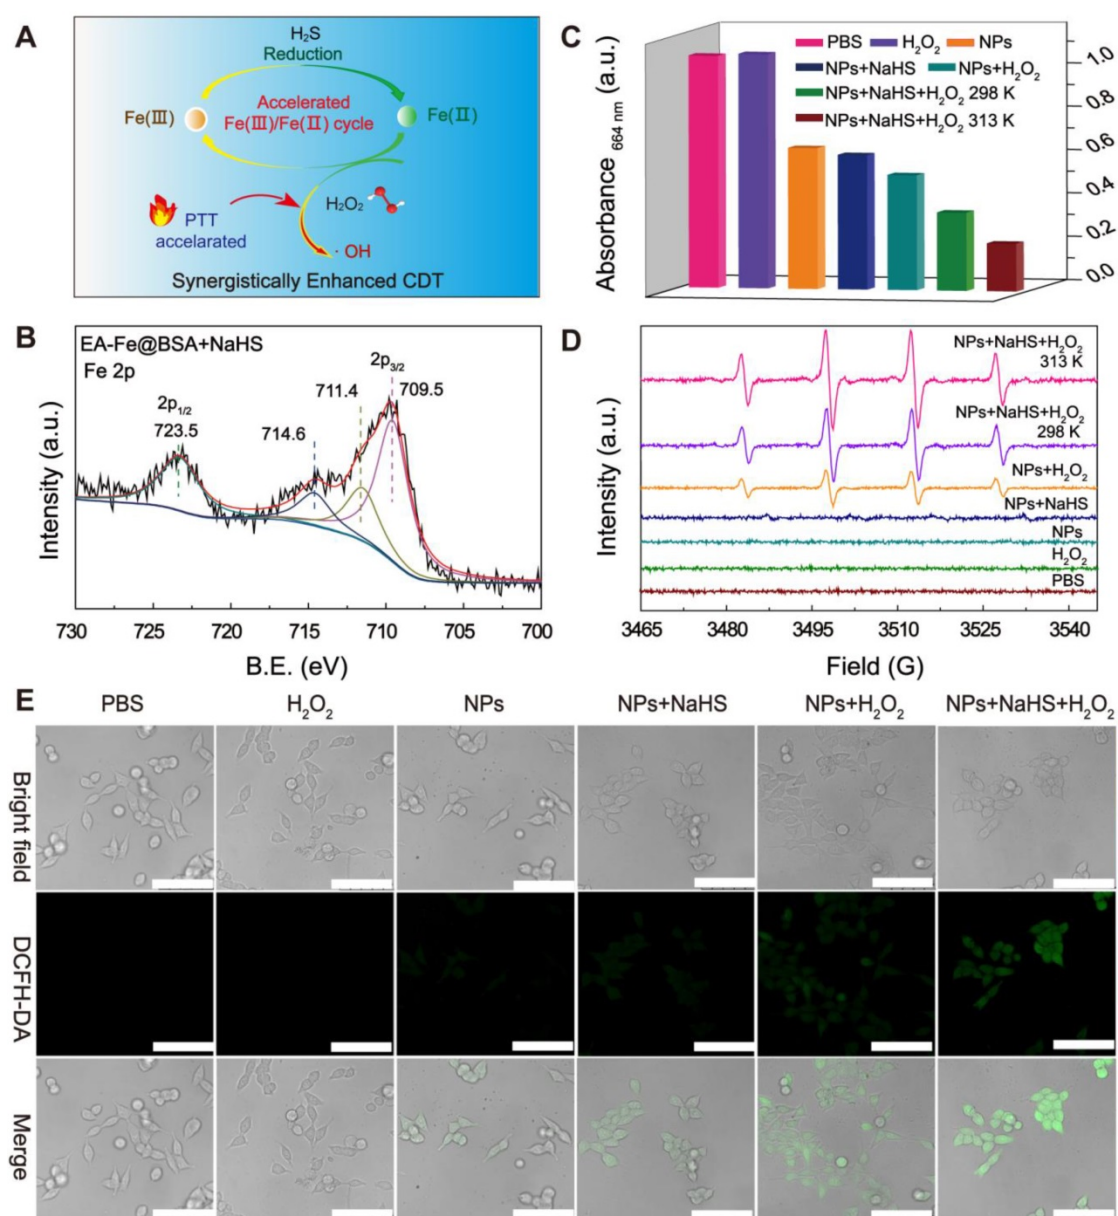 A
H₂S
Reduction
Fe(III)
Accelerated
Fe(III)/Fe(II) cycle
Fe(II)
H₂O₂
PTT
accelarated
· OH
Synergistically Enhanced CDT
C
Absorbance 664 nm (a.u.)
PBS H₂O₂ NPs
NPs+NaHS NPs+H₂O₂
NPs+NaHS+H₂O₂ 298 K
NPs+NaHS+H₂O₂ 313 K
1.0
0.8
0.6
0.4
0.2
0.0
B
EA-Fe@BSA+NaHS
Fe 2p
2p₁/₂
723.5
714.6
711.4
2p₃/₂
709.5
Intensity (a.u.)
730 725 720 715 710 705 700
B.E. (eV)
D
NPs+NaHS+H₂O₂
313 K
NPs+NaHS+H₂O₂
298 K
NPs+H₂O₂
NPs+NaHS
NPs
H₂O₂
PBS
Intensity (a.u.)
3465 3480 3495 3510 3525 3540
Field (G)
E
PBS H₂O₂ NPs NPs+NaHS NPs+H₂O₂ NPs+NaHS+H₂O₂
Bright field
DCFH-DA
Merge